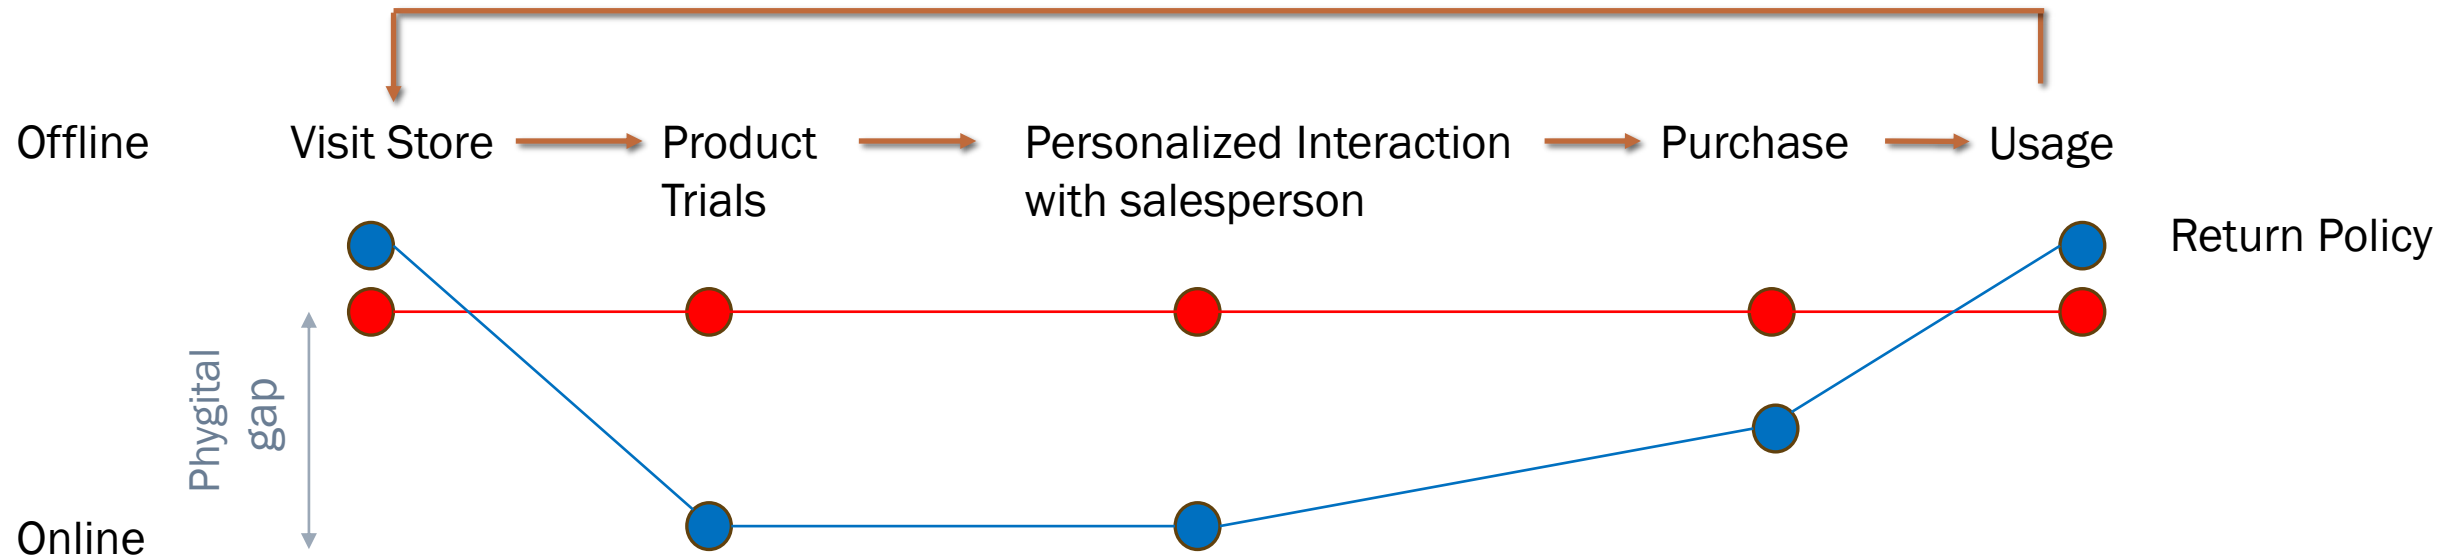 Offline
Visit Store
Product
Trials
Personalized Interaction
with salesperson
Purchase
Usage
Return Policy
Phygital
gap
Online